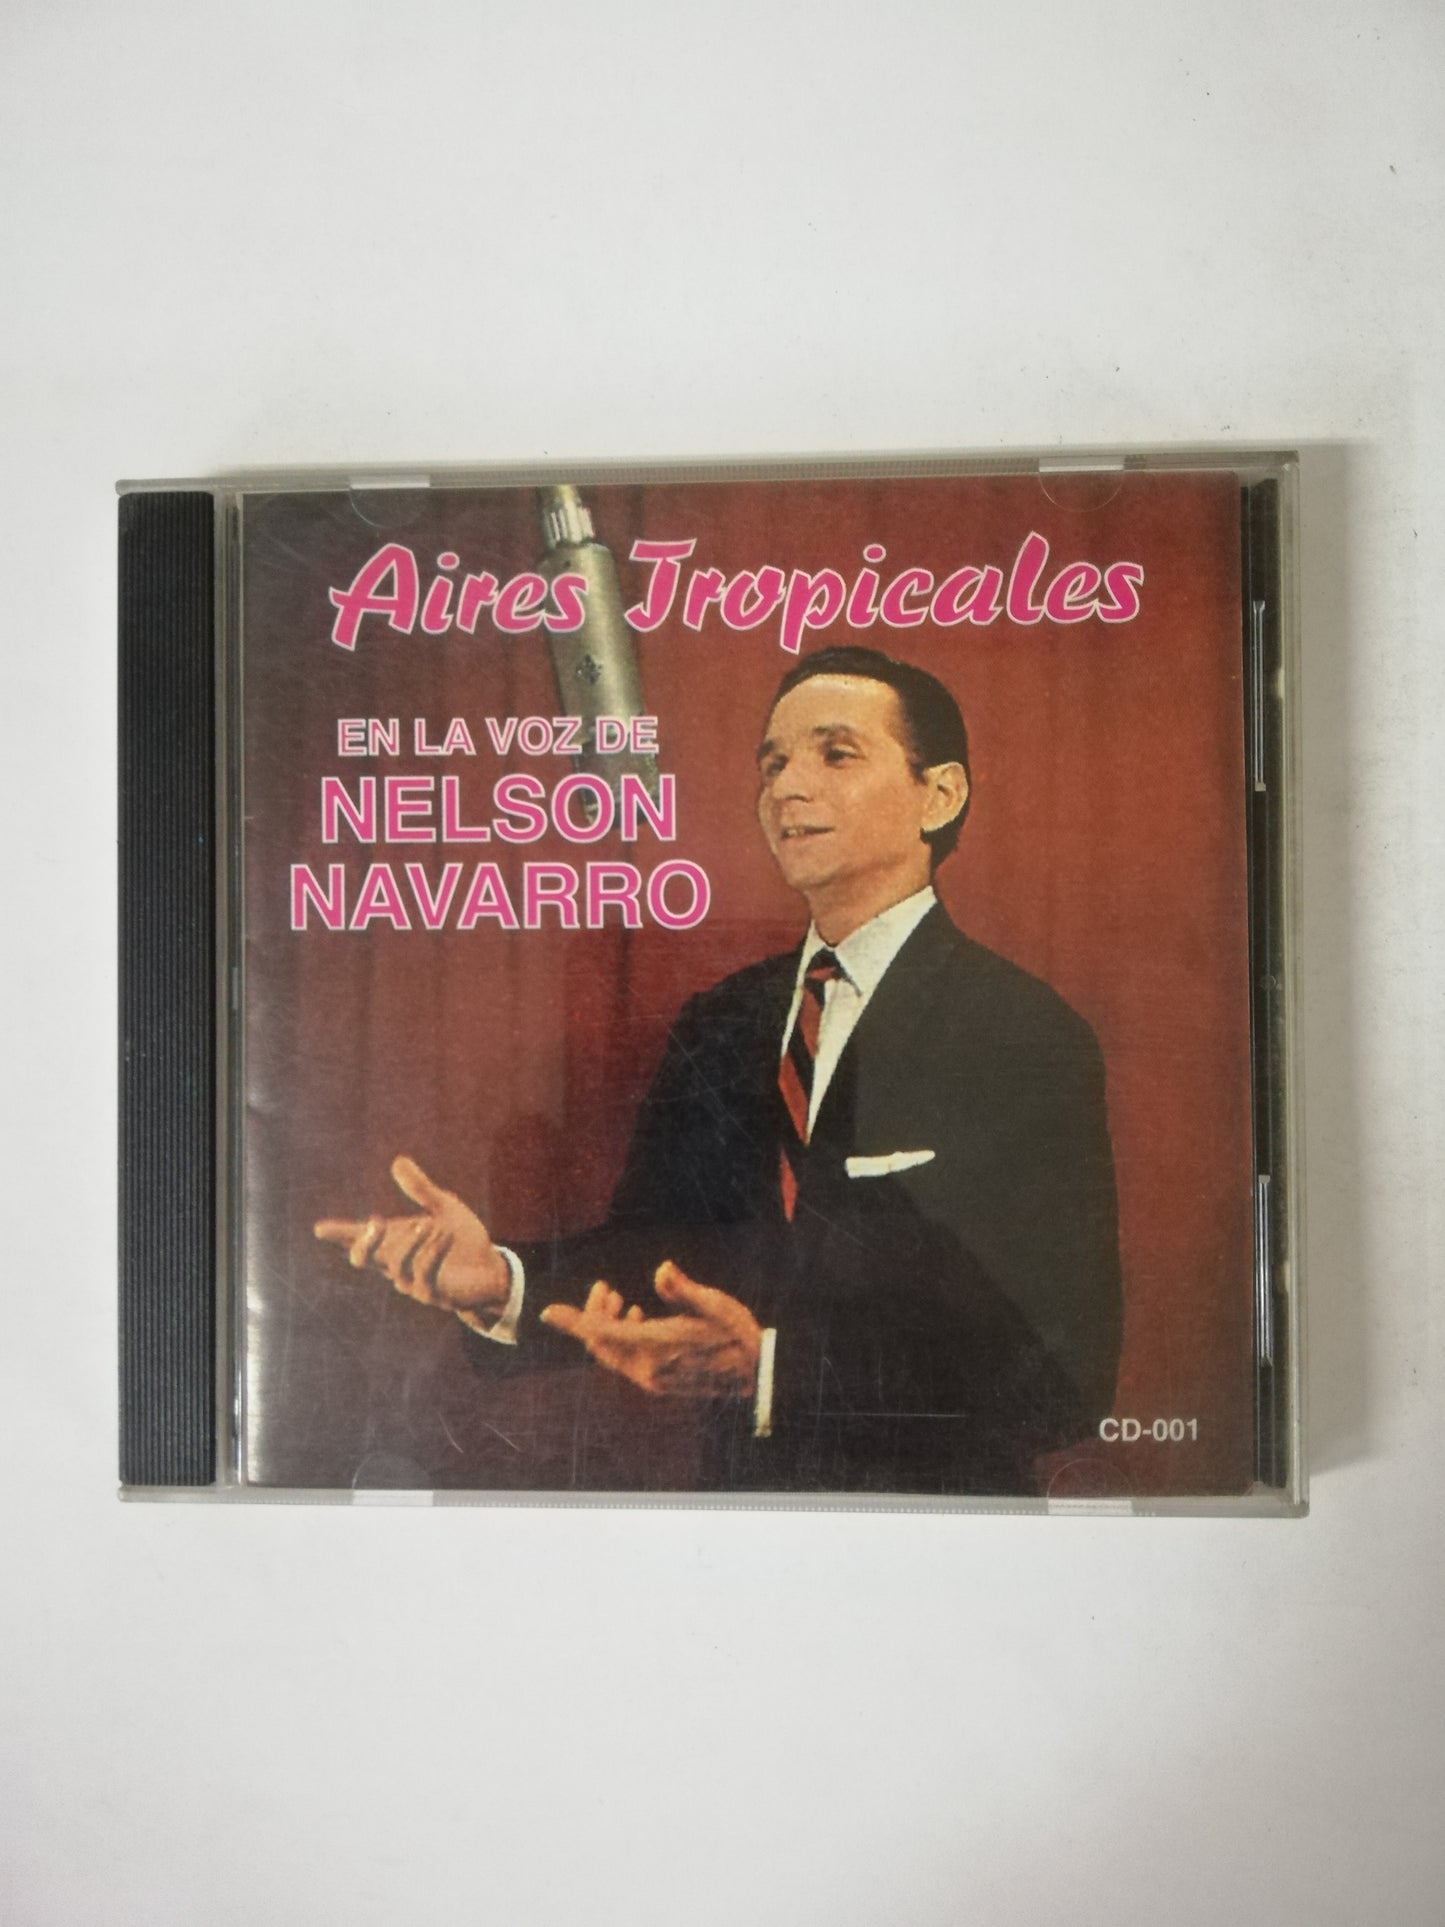 Aires Tropicales
EN LA VOZ DE
NELSON
NAVARRO
CD-001